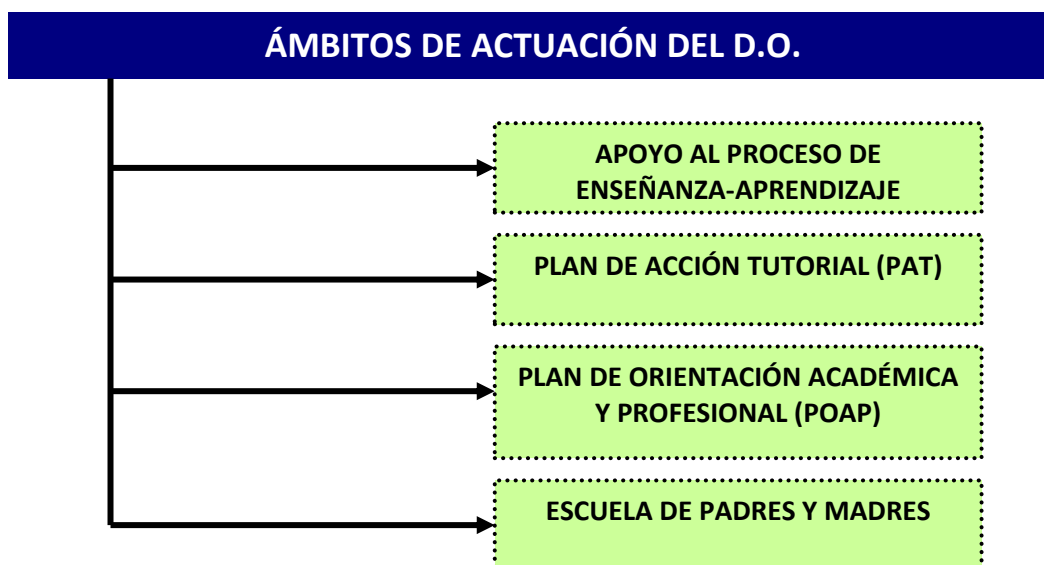 ÁMBITOS DE ACTUACIÓN DEL D.O.
APOYO AL PROCESO DE
ENSEÑANZA-APRENDIZAJE
PLAN DE ACCIÓN TUTORIAL (PAT)
PLAN DE ORIENTACIÓN ACADÉMICA
Y PROFESIONAL (POAP)
ESCUELA DE PADRES Y MADRES